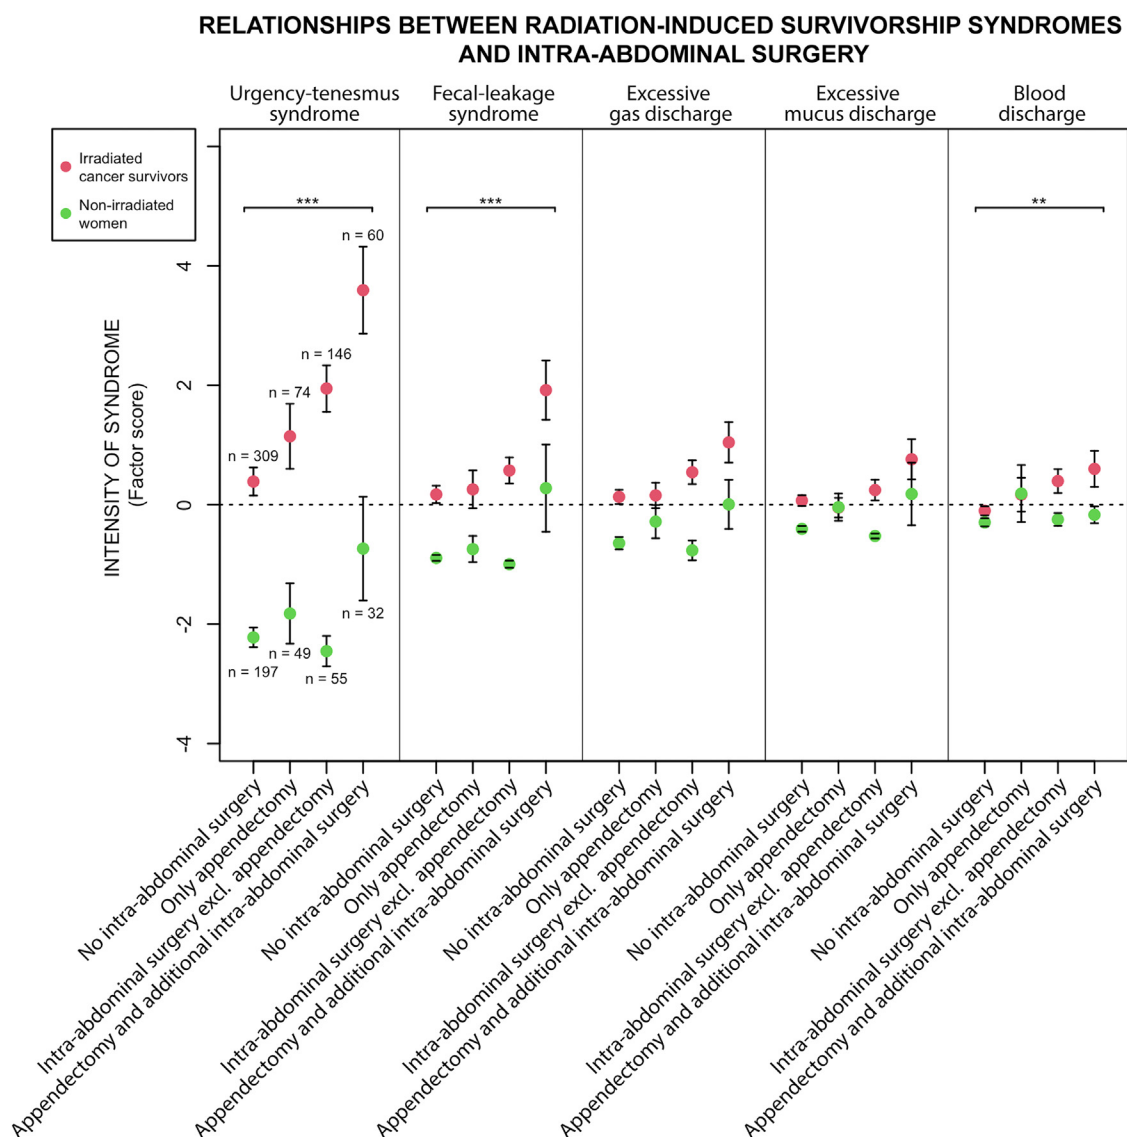 RELATIONSHIPS BETWEEN RADIATION-INDUCED SURVIVORSHIP SYNDROMES
AND INTRA-ABDOMINAL SURGERY
Urgency-tenesmus
syndrome
Fecal-leakage
syndrome
Excessive
gas discharge
Excessive
mucus discharge
Blood
discharge
Irradiated
cancer survivors
Non-irradiated
women
***
***
**
INTENSITY OF SYNDROME
(Factor score)
4
2
0
-2
-4
n = 309
n = 74
n = 146
n = 60
n = 197
n = 49
n = 55
n = 32
No intra-abdominal surgery
Only appendectomy
Intra-abdominal surgery excl. appendectomy
Appendectomy and additional intra-abdominal surgery
No intra-abdominal surgery
Only appendectomy
Intra-abdominal surgery excl. appendectomy
Appendectomy and additional intra-abdominal surgery
No intra-abdominal surgery
Only appendectomy
Intra-abdominal surgery excl. appendectomy
Appendectomy and additional intra-abdominal surgery
No intra-abdominal surgery
Only appendectomy
Intra-abdominal surgery excl. appendectomy
Appendectomy and additional intra-abdominal surgery
No intra-abdominal surgery
Only appendectomy
Intra-abdominal surgery excl. appendectomy
Appendectomy and additional intra-abdominal surgery